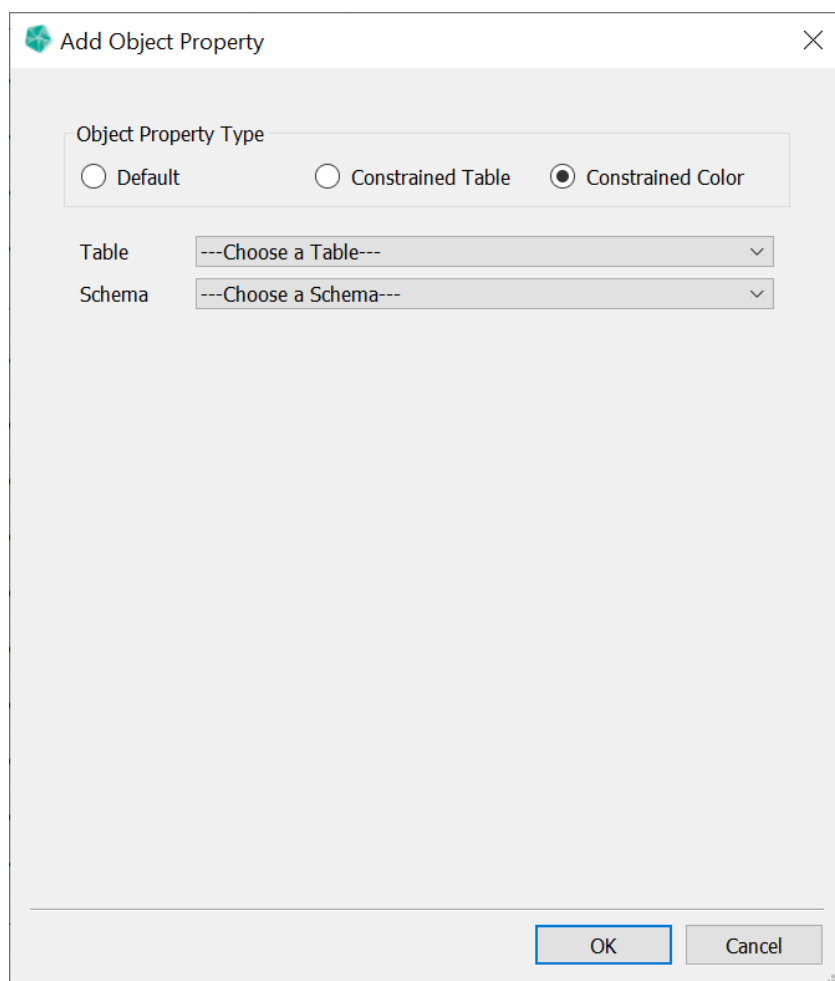 Add Object Property
Object Property Type
Default Constrained Table Constrained Color
Table ---Choose a Table---
Schema ---Choose a Schema---
OK Cancel